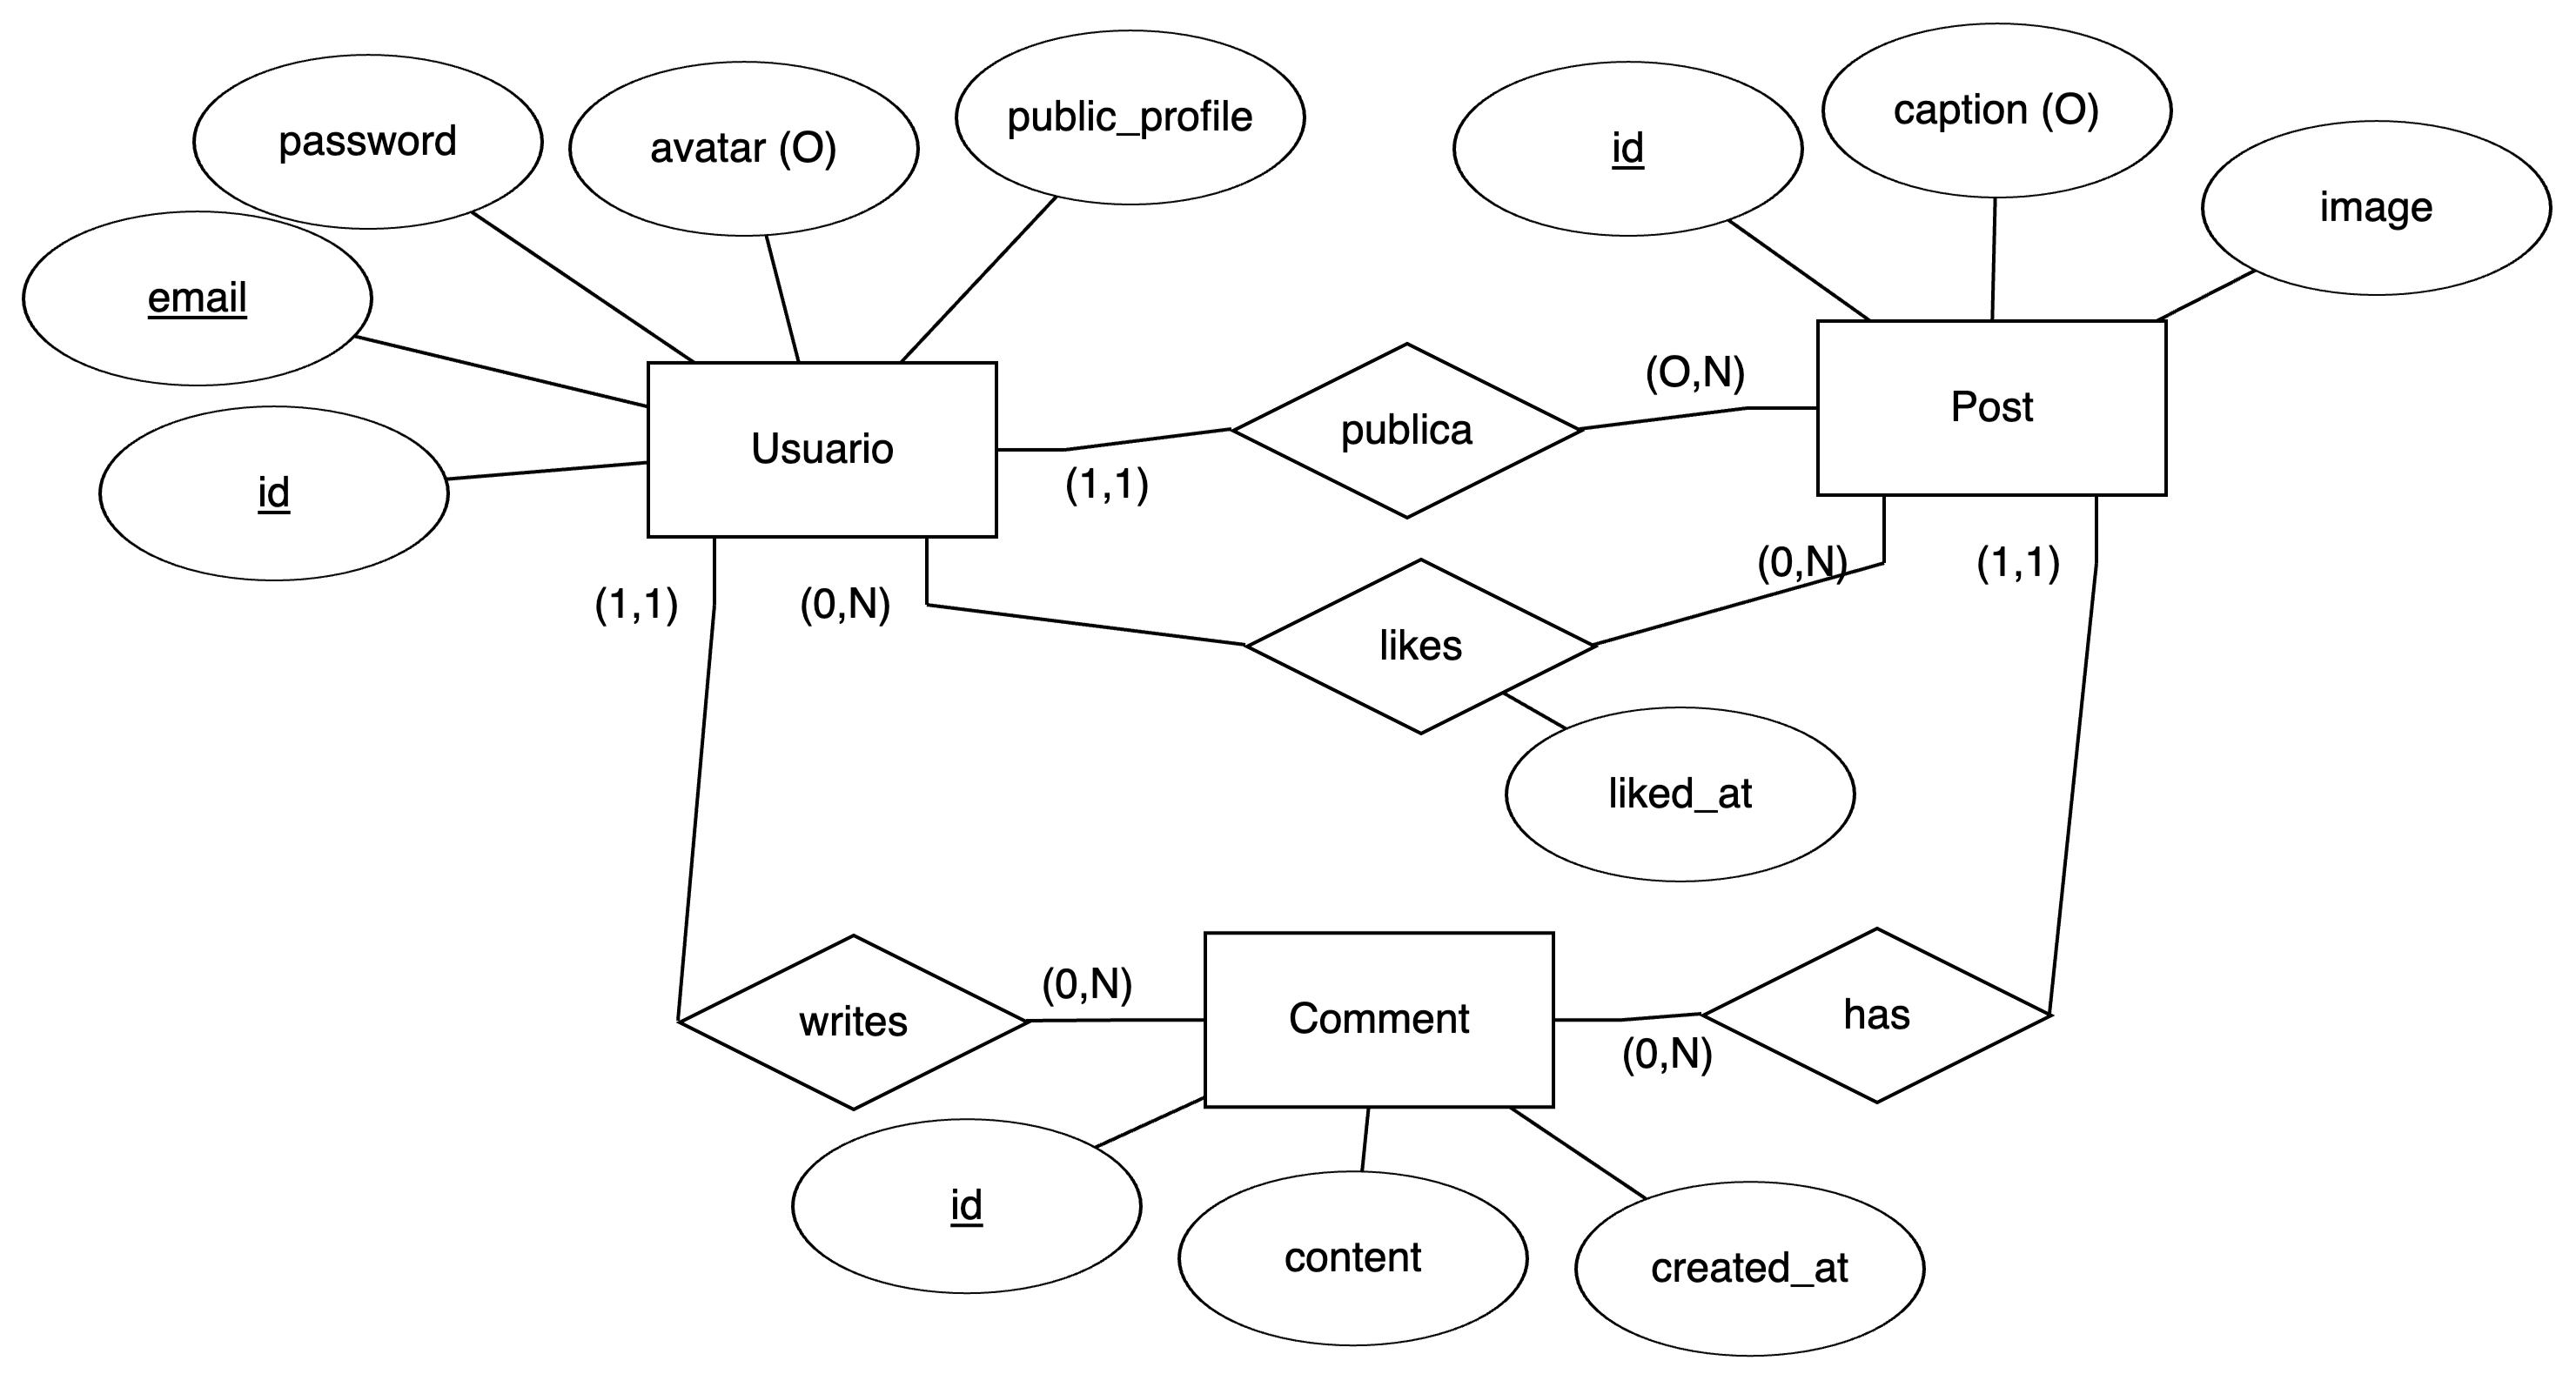 password
avatar (O)
public_profile
id
caption (O)
image
email
id
Usuario
publica
Post
(O,N)
(1,1)
(1,1)
(0,N)
(0,N)
(1,1)
likes
liked_at
writes
(0,N)
Comment
(0,N)
has
id
content
created_at